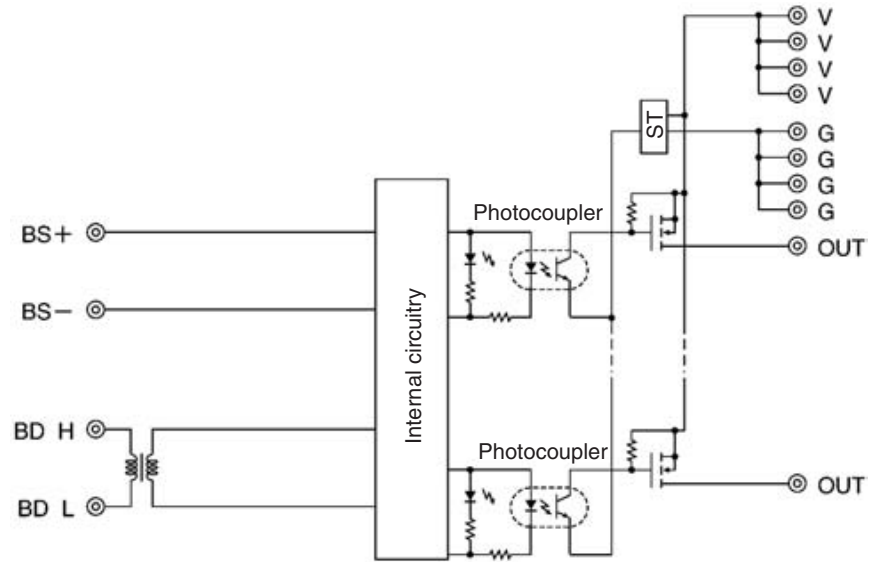 V
V
V
V
ST
G
G
G
G
Photocoupler
BS+
OUT
BS−
Internal circuitry
BD H
Photocoupler
BD L
OUT